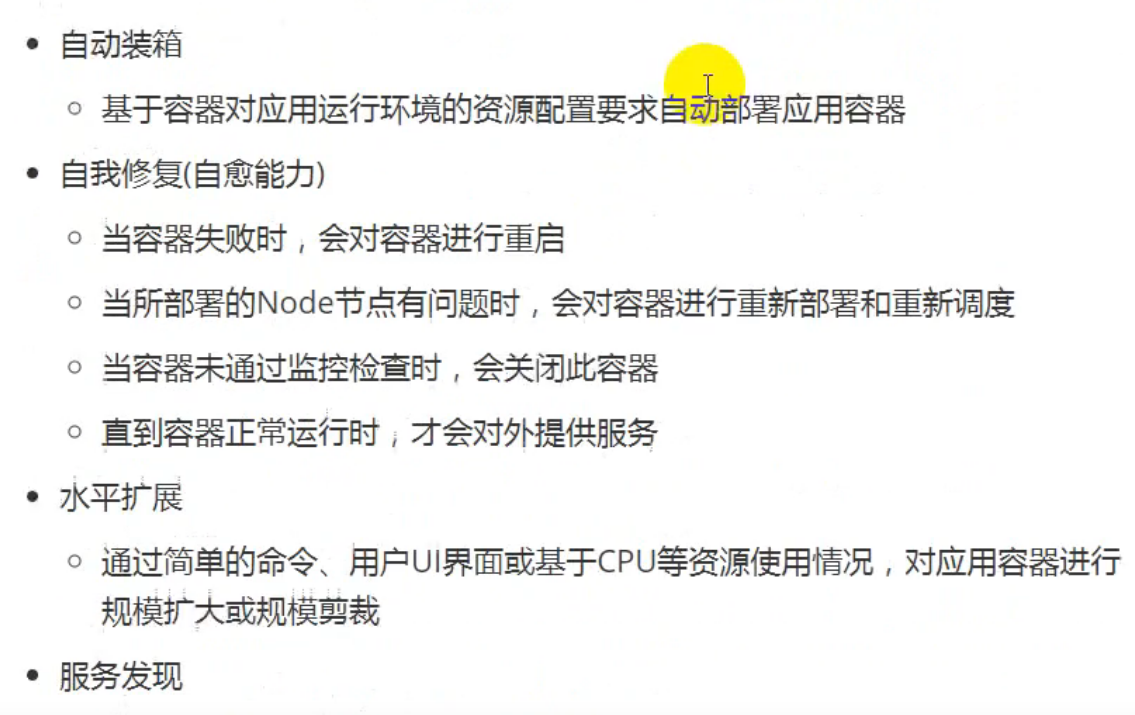 自动装箱
基于容器对应用运行环境的资源配置要求自动部署应用容器
自我修复(自愈能力)
当容器失败时，会对容器进行重启
当所部署的Node节点有问题时，会对容器进行重新部署和重新调度
当容器未通过监控检查时，会关闭此容器
直到容器正常运行时，才会对外提供服务
水平扩展
通过简单的命令、用户UI界面或基于CPU等资源使用情况，对应用容器进行
规模扩大或规模剪裁
服务发现